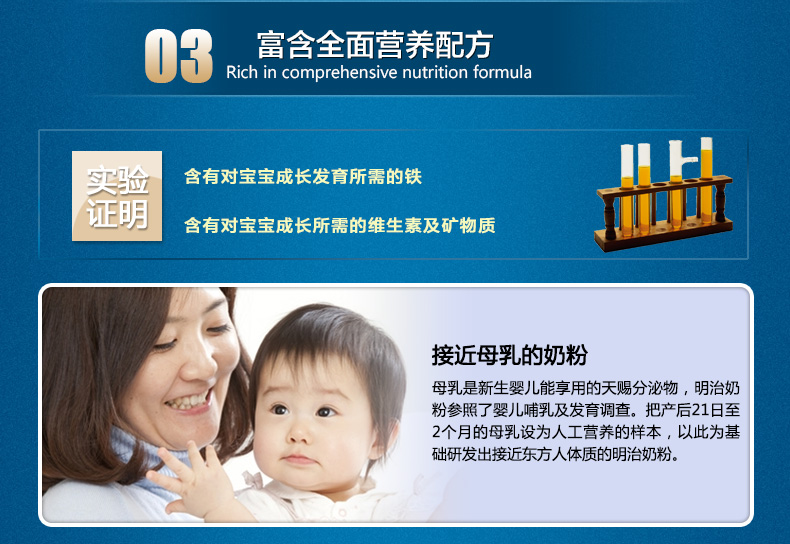 03
富含全面营养配方
Rich in comprehensive nutrition formula
实验
证明
含有对宝宝成长发育所需的铁
含有对宝宝成长所需的维生素及矿物质
接近母乳的奶粉
母乳是新生婴儿能享用的天赐分泌物，明治奶
粉参照了婴儿哺乳及发育调查。把产后21日至
2个月的母乳设为人工营养的样本，以此为基
础研发出接近东方人体质的明治奶粉。